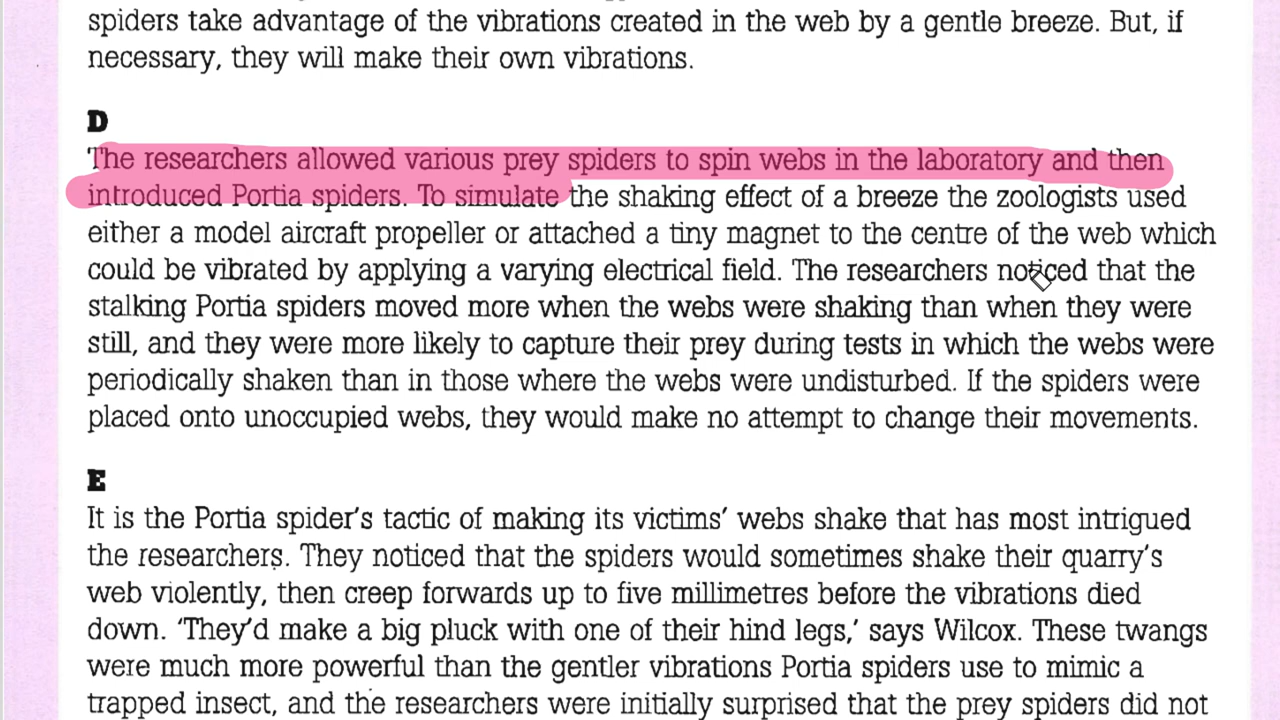 spiders take advantage of the vibrations created in the web by a gentle breeze. But, if
necessary, they will make their own vibrations.
D
The researchers allowed various prey spiders to spin webs in the laboratory and then
introduced Portia spiders. To simulate the shaking effect of a breeze the zoologists used
either a model aircraft propeller or attached a tiny magnet to the centre of the web which
could be vibrated by applying a varying electrical field. The researchers noticed that the
stalking Portia spiders moved more when the webs were shaking than when they were
still, and they were more likely to capture their prey during tests in which the webs were
periodically shaken than in those where the webs were undisturbed. If the spiders were
placed onto unoccupied webs, they would make no attempt to change their movements.
E
It is the Portia spider's tactic of making its victims' webs shake that has most intrigued
the researchers. They noticed that the spiders would sometimes shake their quarry's
web violently, then creep forwards up to five millimetres before the vibrations died
down. 'They'd make a big pluck with one of their hind legs,' says Wilcox. These twangs
were much more powerful than the gentler vibrations Portia spiders use to mimic a
trapped insect, and the researchers were initially surprised that the prey spiders did not